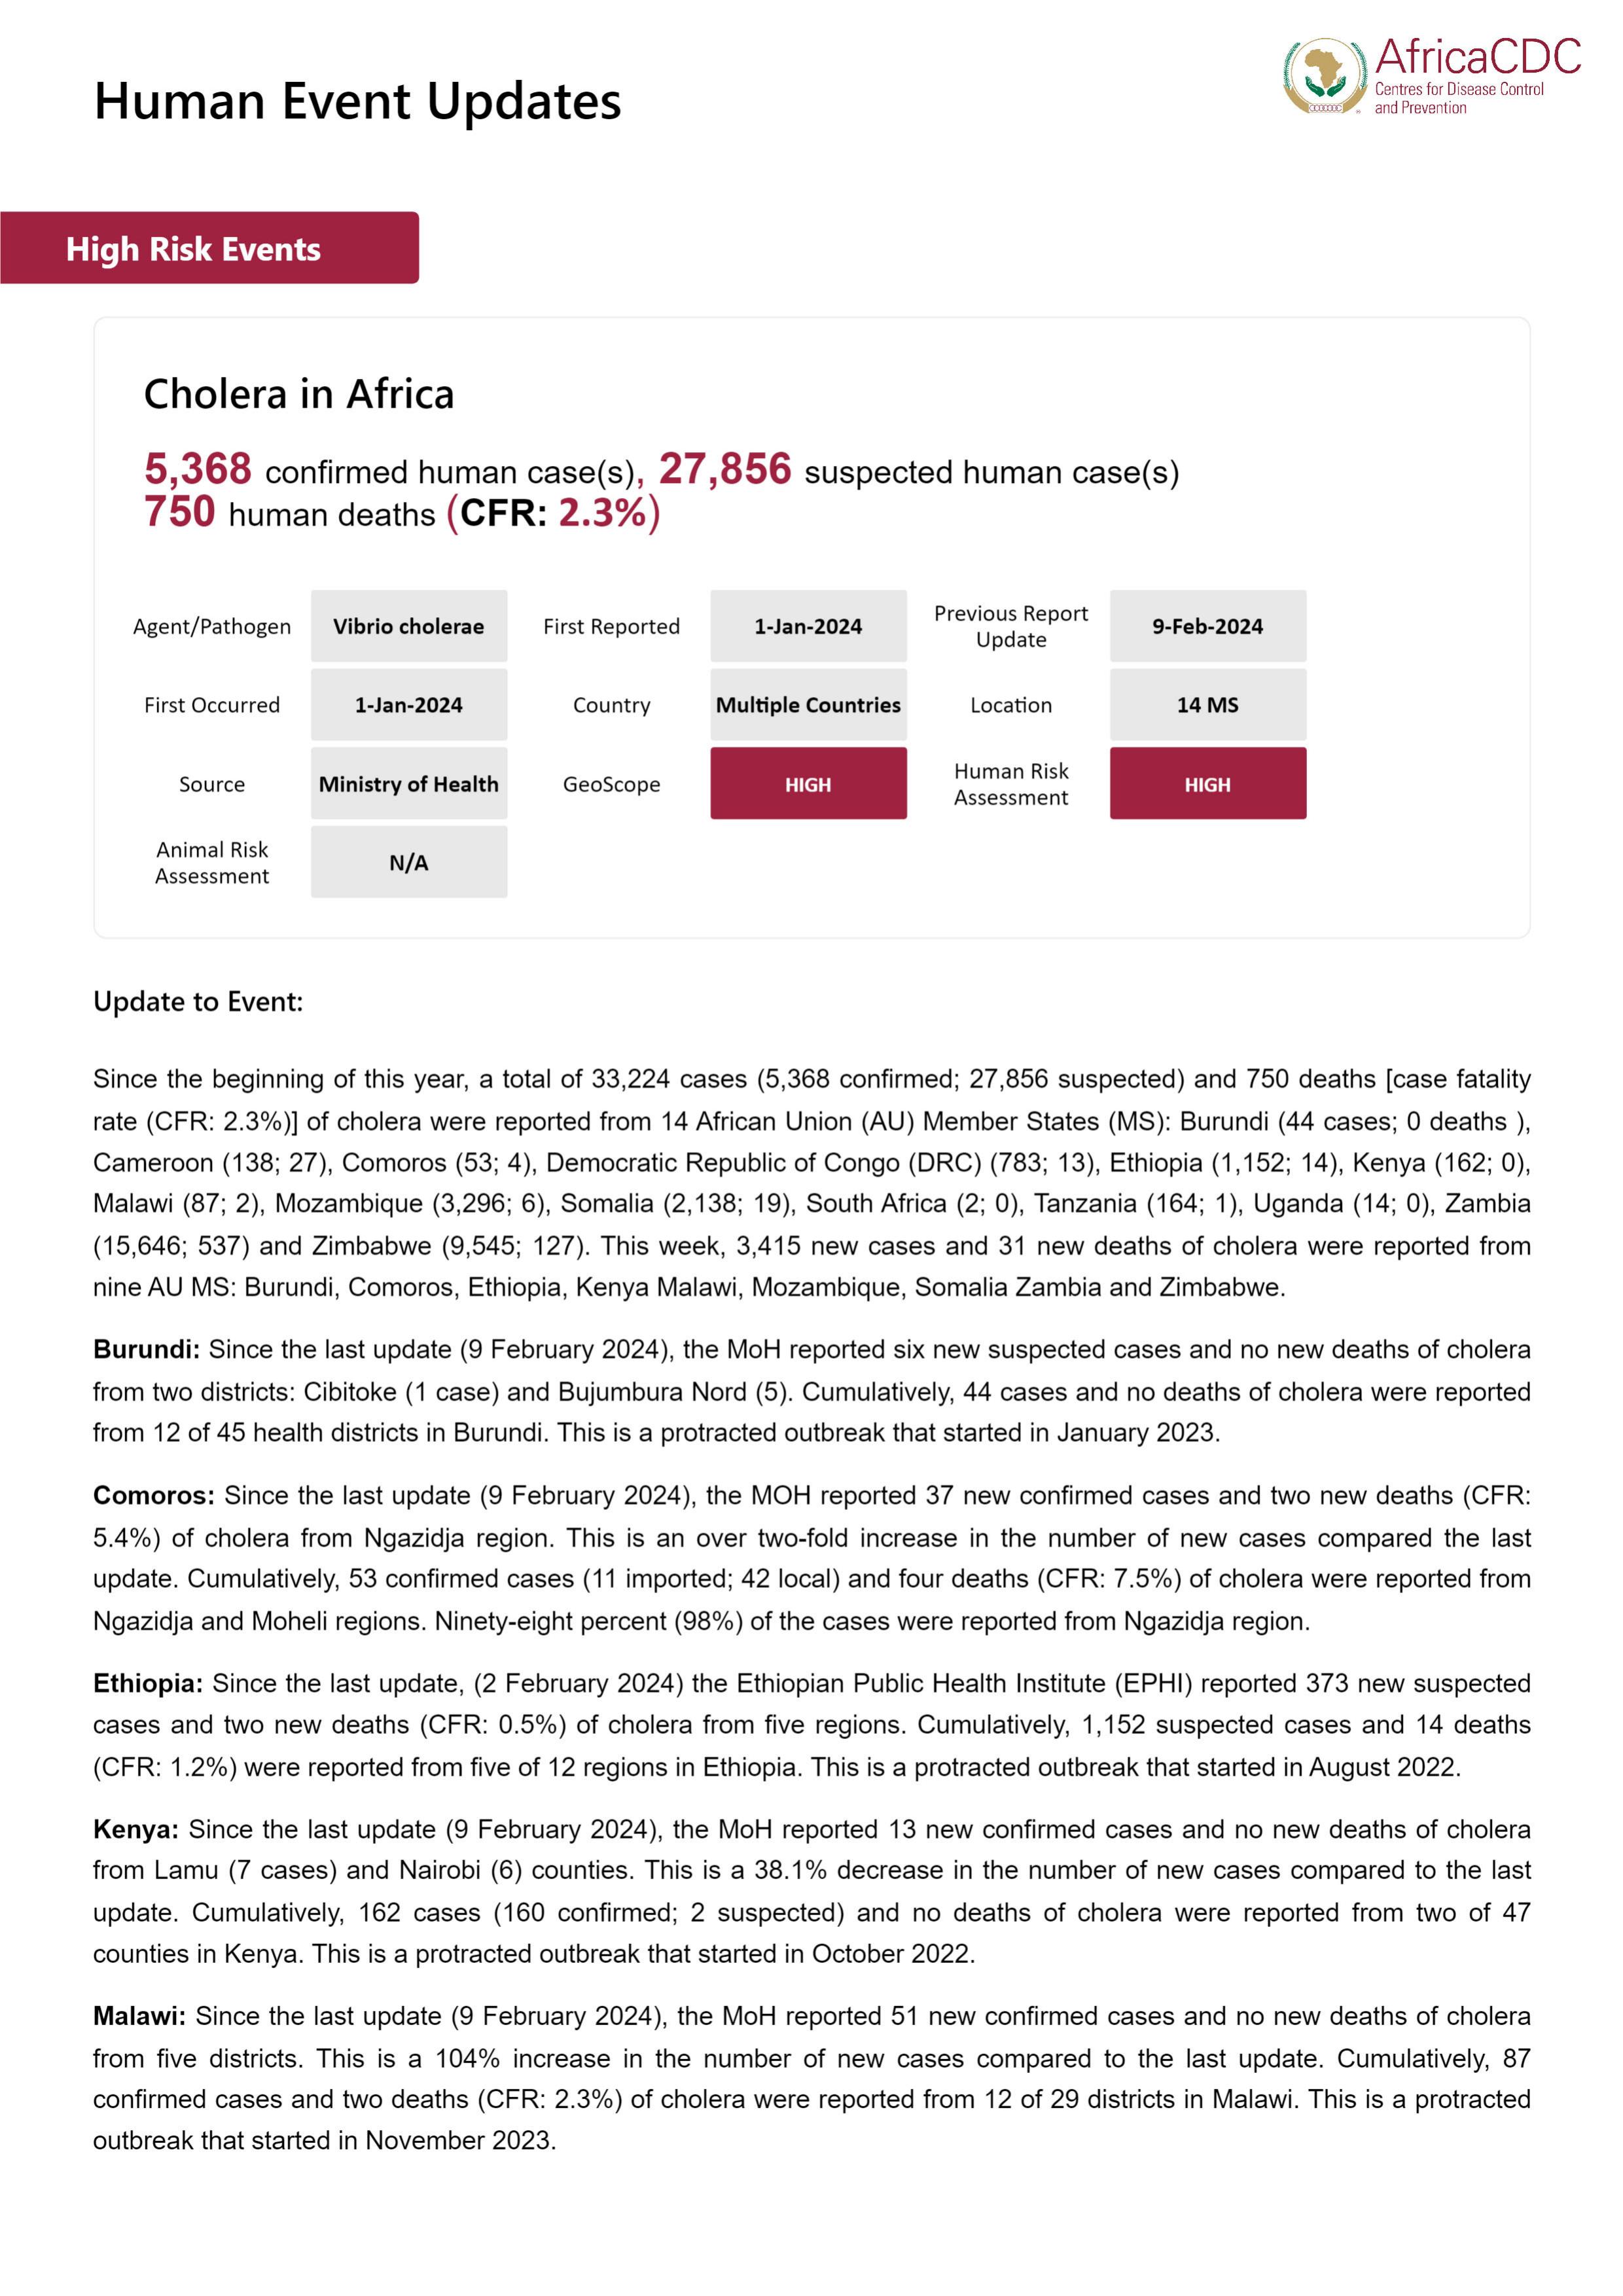 AfricaCDC
Centres for Disease Control
and Prevention
Human Event Updates
High Risk Events
Cholera in Africa
5,368 confirmed human case(s), 27,856 suspected human case(s)
750 human deaths (CFR: 2.3%)
Agent/Pathogen Vibrio cholerae First Reported 1-Jan-2024 Previous Report Update 9-Feb-2024
First Occurred 1-Jan-2024 Country Multiple Countries Location 14 MS
Source Ministry of Health GeoScope HIGH Human Risk Assessment HIGH
Animal Risk Assessment N/A
Update to Event:
Since the beginning of this year, a total of 33,224 cases (5,368 confirmed; 27,856 suspected) and 750 deaths [case fatality
rate (CFR: 2.3%)] of cholera were reported from 14 African Union (AU) Member States (MS): Burundi (44 cases; 0 deaths ),
Cameroon (138; 27), Comoros (53; 4), Democratic Republic of Congo (DRC) (783; 13), Ethiopia (1,152; 14), Kenya (162; 0),
Malawi (87; 2), Mozambique (3,296; 6), Somalia (2,138; 19), South Africa (2; 0), Tanzania (164; 1), Uganda (14; 0), Zambia
(15,646; 537) and Zimbabwe (9,545; 127). This week, 3,415 new cases and 31 new deaths of cholera were reported from
nine AU MS: Burundi, Comoros, Ethiopia, Kenya Malawi, Mozambique, Somalia Zambia and Zimbabwe.
Burundi: Since the last update (9 February 2024), the MoH reported six new suspected cases and no new deaths of cholera
from two districts: Cibitoke (1 case) and Bujumbura Nord (5). Cumulatively, 44 cases and no deaths of cholera were reported
from 12 of 45 health districts in Burundi. This is a protracted outbreak that started in January 2023.
Comoros: Since the last update (9 February 2024), the MOH reported 37 new confirmed cases and two new deaths (CFR:
5.4%) of cholera from Ngazidja region. This is an over two-fold increase in the number of new cases compared the last
update. Cumulatively, 53 confirmed cases (11 imported; 42 local) and four deaths (CFR: 7.5%) of cholera were reported from
Ngazidja and Moheli regions. Ninety-eight percent (98%) of the cases were reported from Ngazidja region.
Ethiopia: Since the last update, (2 February 2024) the Ethiopian Public Health Institute (EPHI) reported 373 new suspected
cases and two new deaths (CFR: 0.5%) of cholera from five regions. Cumulatively, 1,152 suspected cases and 14 deaths
(CFR: 1.2%) were reported from five of 12 regions in Ethiopia. This is a protracted outbreak that started in August 2022.
Kenya: Since the last update (9 February 2024), the MoH reported 13 new confirmed cases and no new deaths of cholera
from Lamu (7 cases) and Nairobi (6) counties. This is a 38.1% decrease in the number of new cases compared to the last
update. Cumulatively, 162 cases (160 confirmed; 2 suspected) and no deaths of cholera were reported from two of 47
counties in Kenya. This is a protracted outbreak that started in October 2022.
Malawi: Since the last update (9 February 2024), the MoH reported 51 new confirmed cases and no new deaths of cholera
from five districts. This is a 104% increase in the number of new cases compared to the last update. Cumulatively, 87
confirmed cases and two deaths (CFR: 2.3%) of cholera were reported from 12 of 29 districts in Malawi. This is a protracted
outbreak that started in November 2023.